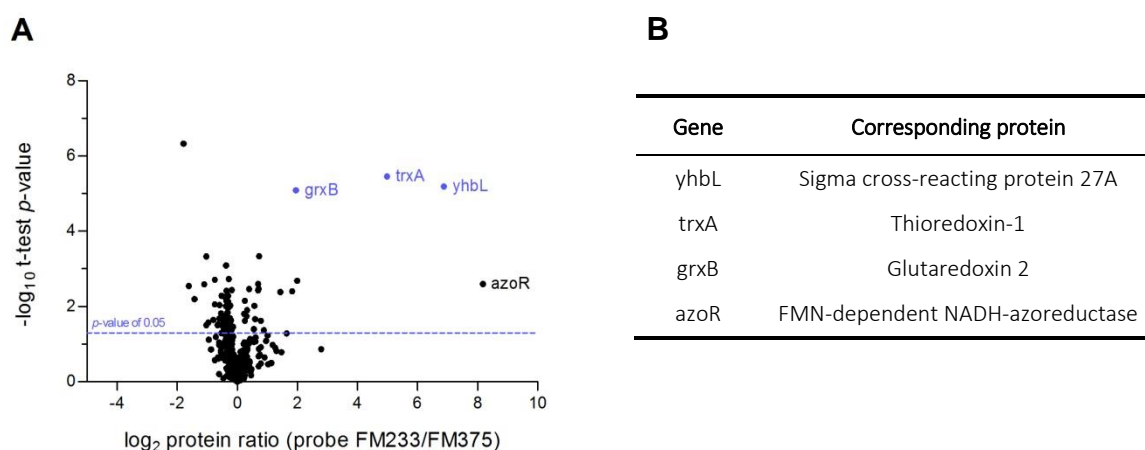 A
B
8
6
4
2
0
-log10 t-test p-value
grxB
trxA
yhbL
azoR
p-value of 0.05
-4 -2 0 2 4 6 8 10
log2 protein ratio (probe FM233/FM375)
Gene Corresponding protein
yhbL Sigma cross-reacting protein 27A
trxA Thioredoxin-1
grxB Glutaredoxin 2
azoR FMN-dependent NADH-azoreductase